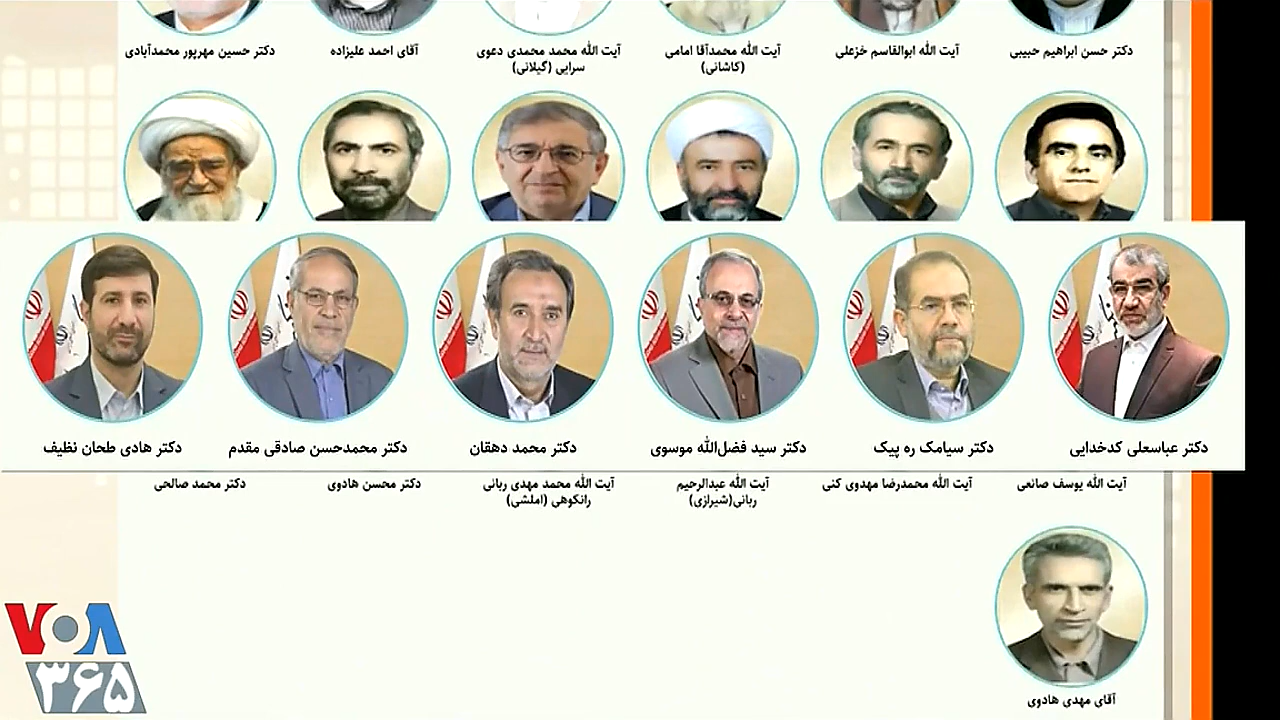 دکتر حسن ابراهیم حبیبی
آیت الله ابوالقاسم خزعلی
آیت الله محمدآقا امامی
(کاشانی)
آیت الله محمد محمدی دعوی
سرایی (گیلانی)
آقای احمد علیزاده
دکتر حسین مهرپور محمدآبادی
دکتر عباسعلی کدخدایی
دکتر سیامک ره پیک
دکتر سید فضل‌الله موسوی
دکتر محمد دهقان
دکتر محمدحسن صادقی مقدم
دکتر هادی طحان نظیف
آیت الله یوسف صانعی
آیت الله محمدرضا مهدوی کنی
آیت الله عبدالرحیم
ربانی(شیرازی)
آیت الله محمد مهدی ربانی
رانکوهی (املشی)
دکتر محسن هادوی
دکتر محمد صالحی
آقای مهدی هادوی
VOA
۳۶۵